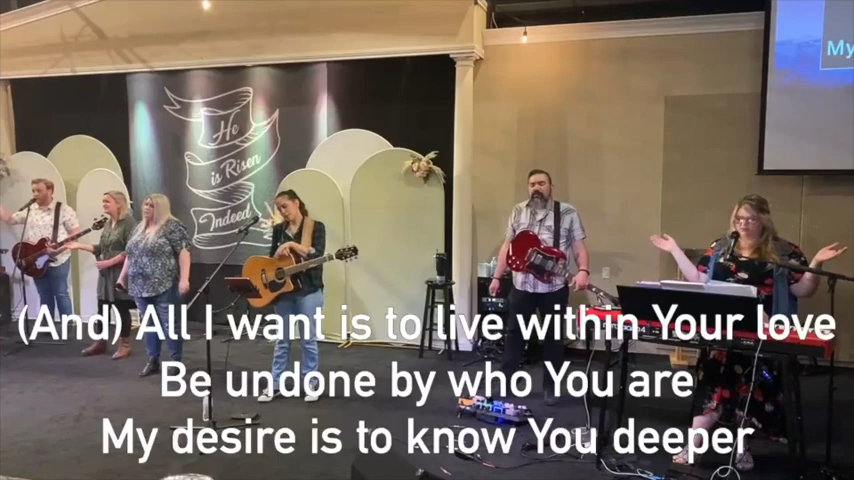 My
He
is Risen
Indeed
(And) All I want is to live within Your love
Be undone by who You are
My desire is to know You deeper